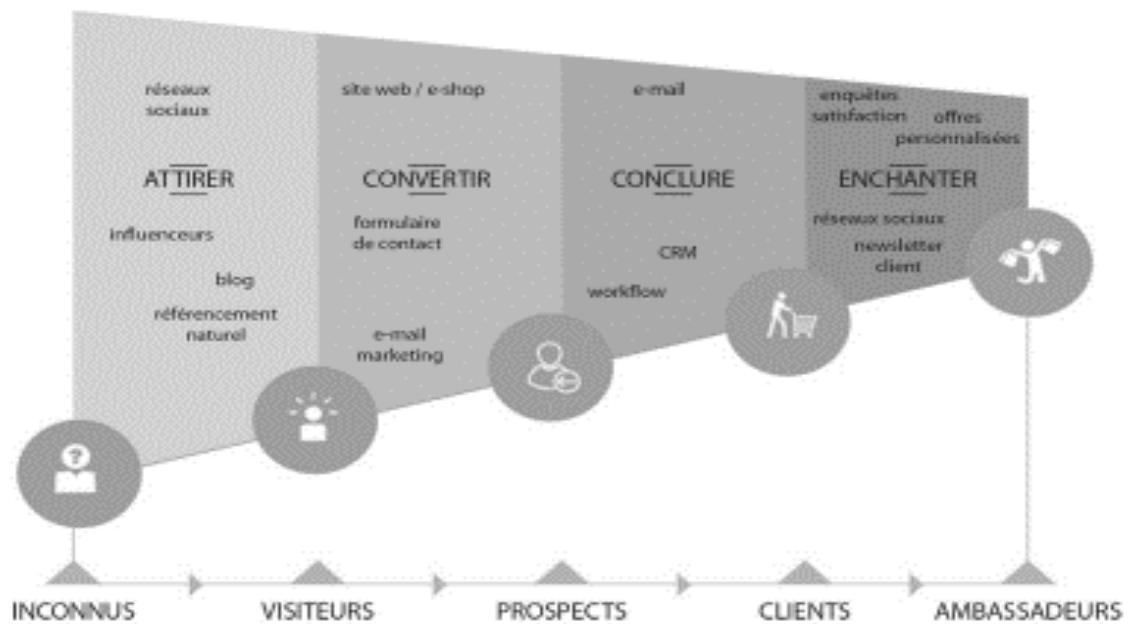 réseaux
sociaux
ATTIRER
influenceurs
blog
référencement
naturel
site web / e-shop
CONVERTIR
formulaire
de contact
e-mail
marketing
e-mail
CONCLURE
CRM
workflow
enquêtes
satisfaction
offres
personnalisées
ENCHANTER
réseaux sociaux
newsletter
client
?
INCONNUS
VISITEURS
PROSPECTS
CLIENTS
AMBASSADEURS